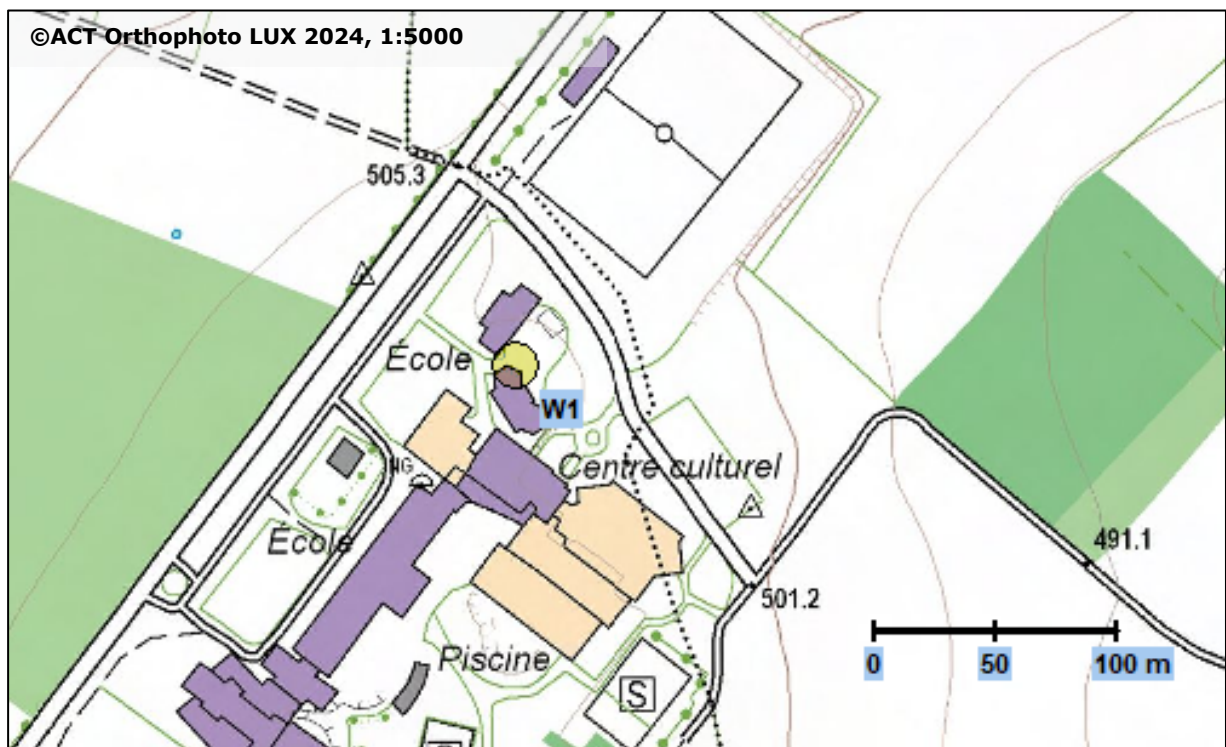 ©ACT Orthophoto LUX 2024, 1:5000
505.3
École
W1
NG
Centre culturel
École
491.1
501.2
0 50 100 m
Piscine
S